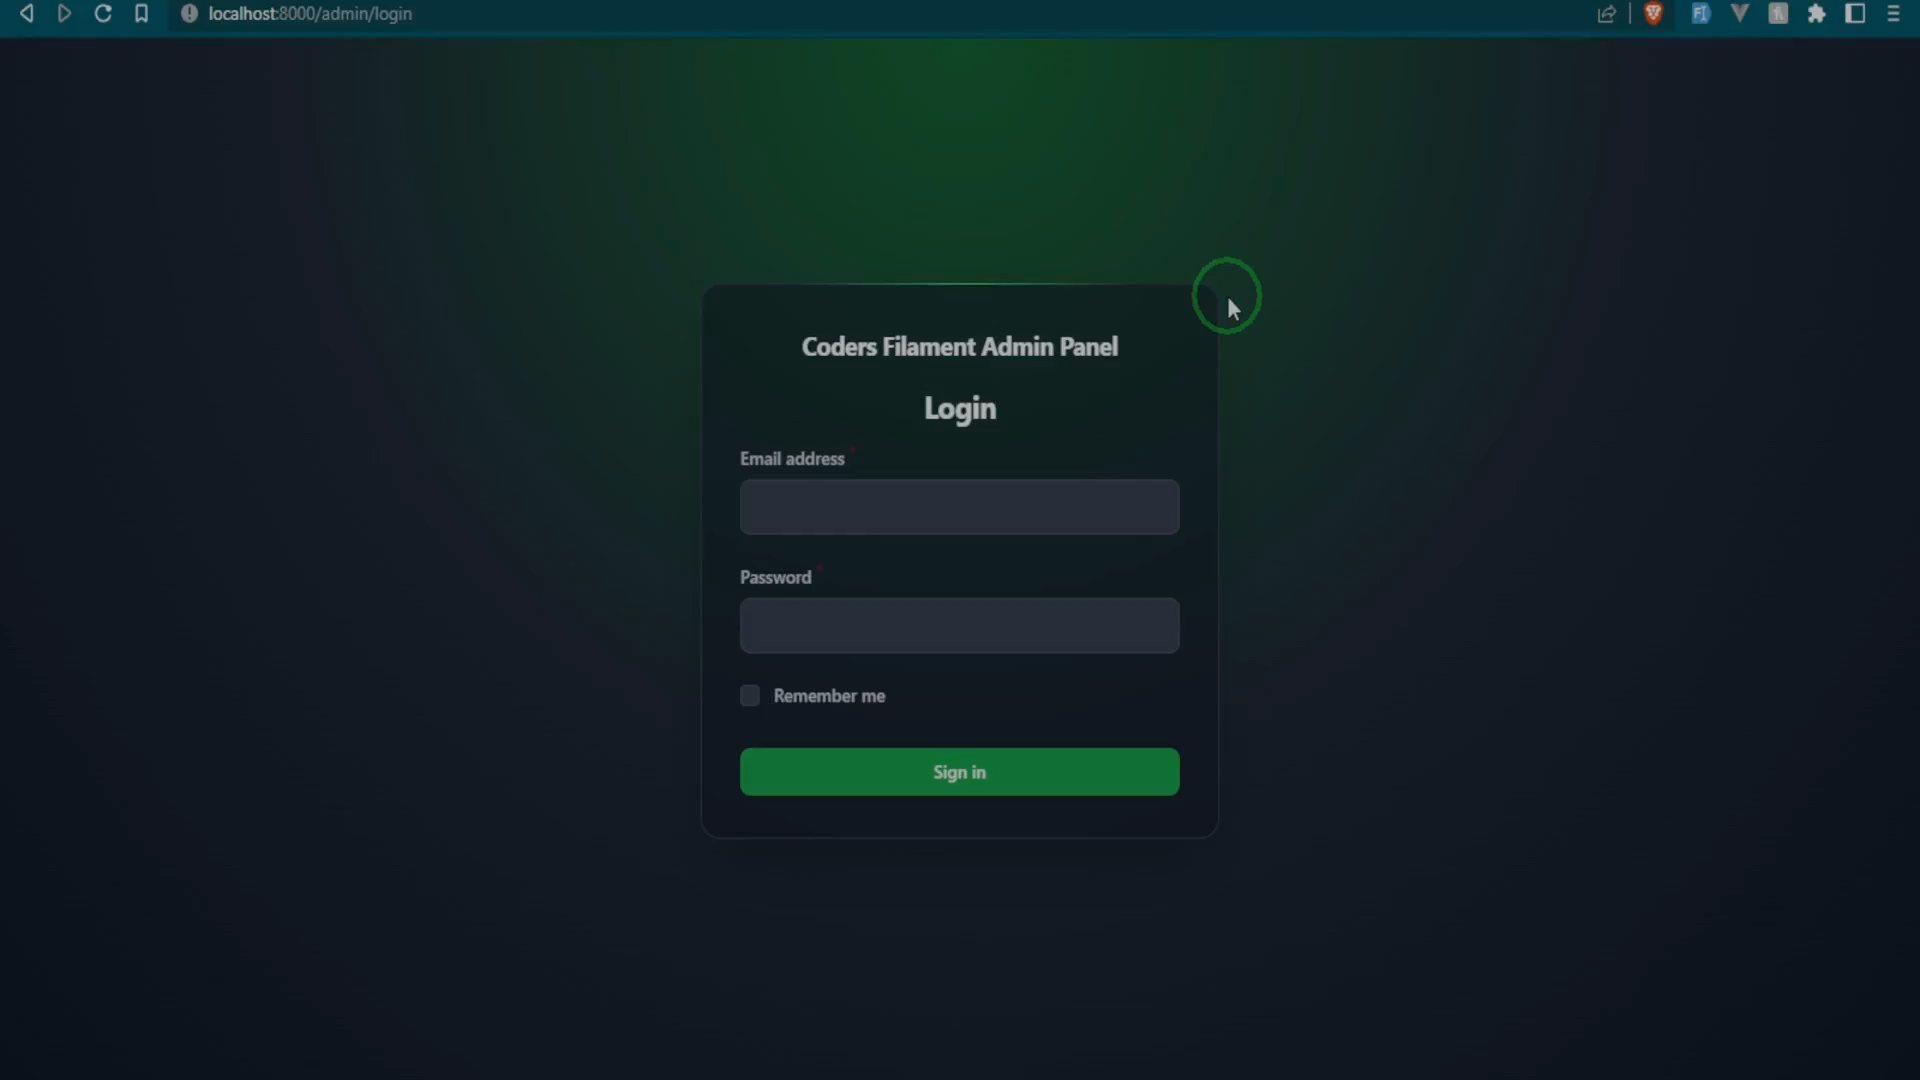 localhost:8000/admin/login
Coders Filament Admin Panel
Login
Email address *
Password *
Remember me
Sign in